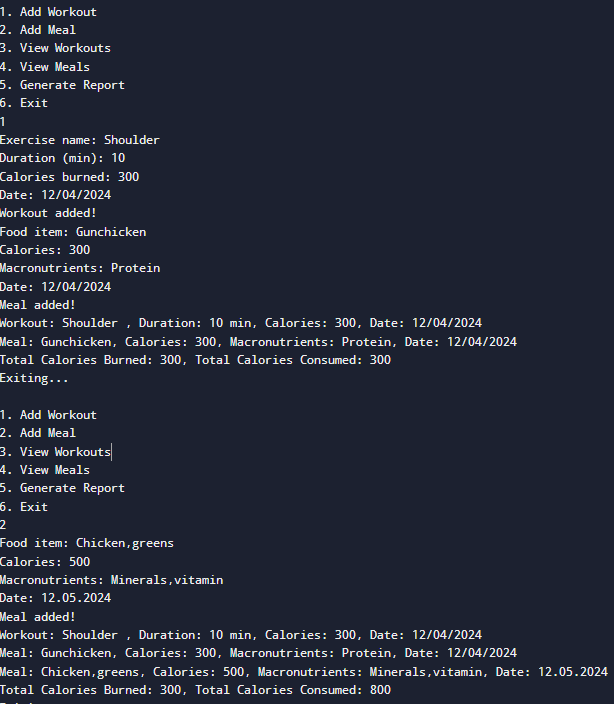 1. Add Workout
2. Add Meal
3. View Workouts
4. View Meals
5. Generate Report
6. Exit
1
Exercise name: Shoulder
Duration (min): 10
Calories burned: 300
Date: 12/04/2024
Workout added!
Food item: Gunchicken
Calories: 300
Macronutrients: Protein
Date: 12/04/2024
Meal added!
Workout: Shoulder , Duration: 10 min, Calories: 300, Date: 12/04/2024
Meal: Gunchicken, Calories: 300, Macronutrients: Protein, Date: 12/04/2024
Total Calories Burned: 300, Total Calories Consumed: 300
Exiting...
1. Add Workout
2. Add Meal
3. View Workouts
4. View Meals
5. Generate Report
6. Exit
2
Food item: Chicken,greens
Calories: 500
Macronutrients: Minerals,vitamin
Date: 12.05.2024
Meal added!
Workout: Shoulder , Duration: 10 min, Calories: 300, Date: 12/04/2024
Meal: Gunchicken, Calories: 300, Macronutrients: Protein, Date: 12/04/2024
Meal: Chicken,greens, Calories: 500, Macronutrients: Minerals,vitamin, Date: 12.05.2024
Total Calories Burned: 300, Total Calories Consumed: 800